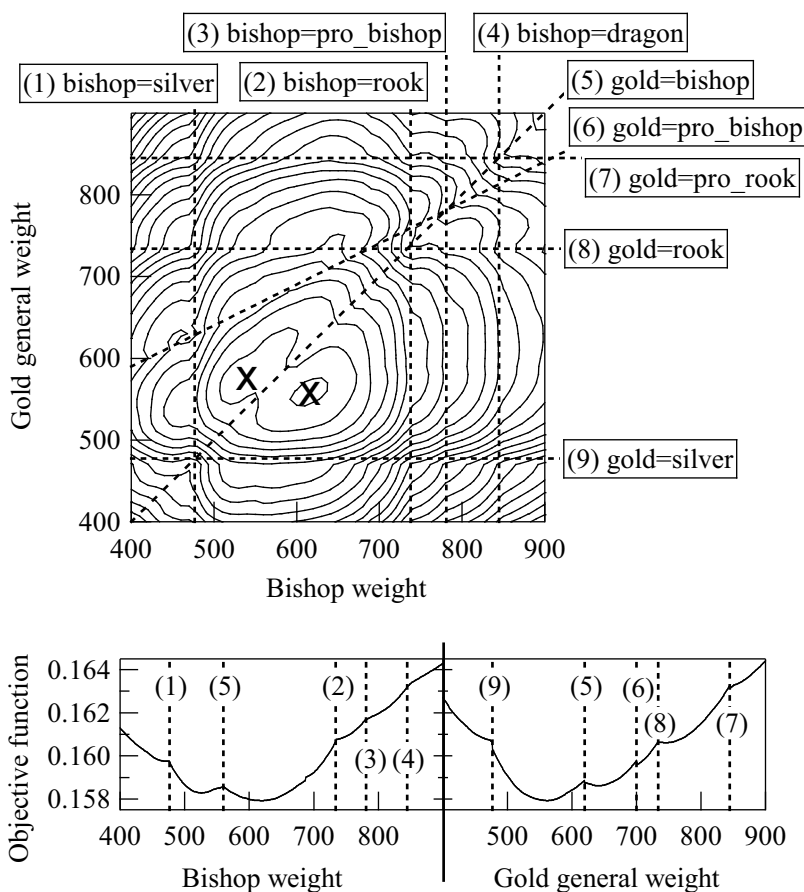 (3) bishop=pro_bishop
(4) bishop=dragon
(1) bishop=silver
(2) bishop=rook
(5) gold=bishop
(6) gold=pro_bishop
(7) gold=pro_rook
(8) gold=rook
(9) gold=silver
Gold general weight
800
700
600
500
400
X X
400 500 600 700 800 900
Bishop weight
Objective function
0.164
0.162
0.160
0.158
(1) (5) (2) (3) (4)
(9) (5) (6) (8) (7)
400 500 600 700 800 500 600 700 800 900
Bishop weight Gold general weight